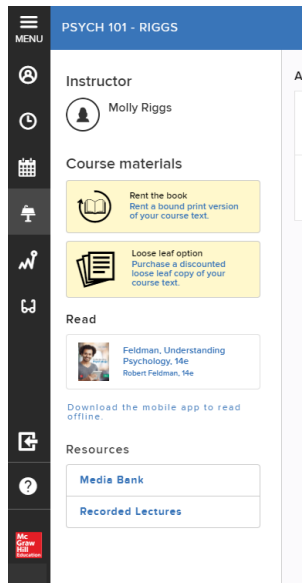 MENU
PSYCH 101 - RIGGS
A
Instructor
Molly Riggs
Course materials
Rent the book
Rent a bound print version
of your course text.
Loose leaf option
Purchase a discounted
loose leaf copy of your
course text.
Read
Feldman, Understanding
Psychology, 14e
Robert Feldman, 14e
Download the mobile app to read
offline.
Resources
Media Bank
Recorded Lectures
?
Mc
Graw
Hill
Education